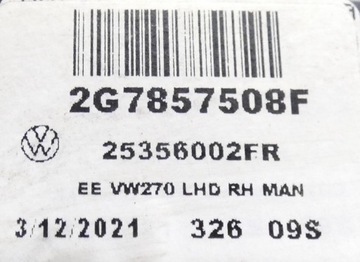 2G7857508F
25356002FR
EE VW270 LHD RH MAN
3/12/2021 326 09S